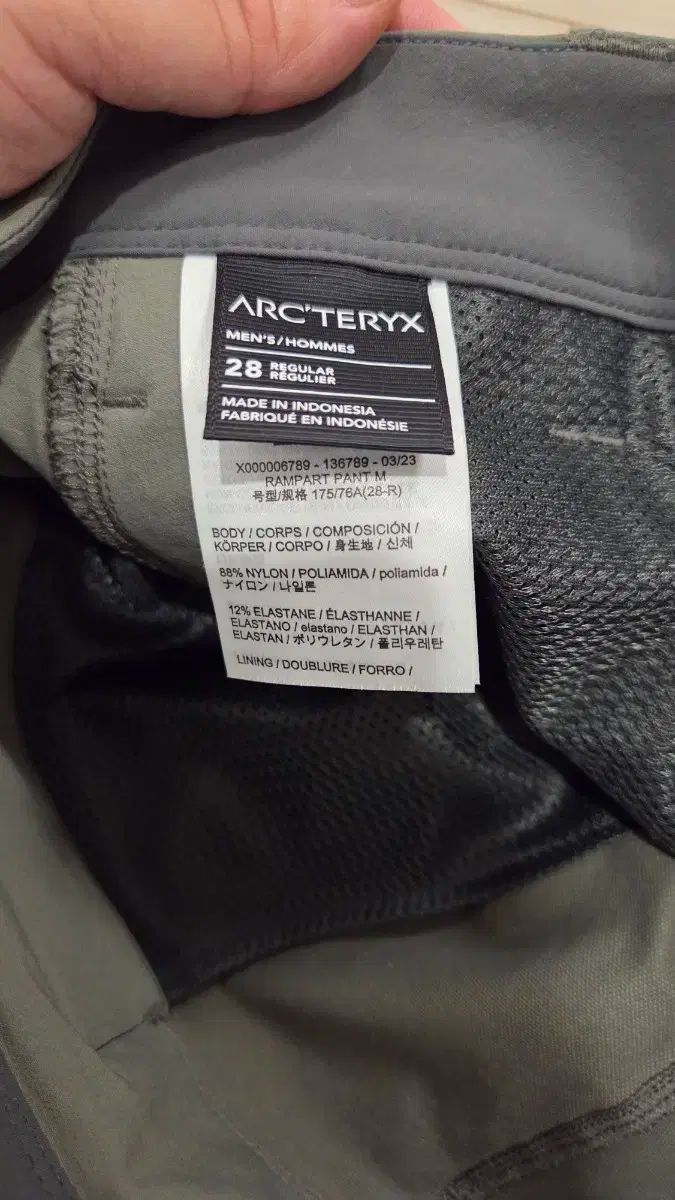 ARC'TERYX
MEN'S/HOMMES
28 REGULAR
RÉGULIER
MADE IN INDONESIA
FABRIQUÉ EN INDONÉSIE
X000006789 - 136789 - 03/23
RAMPART PANT M
号型/规格 175/76A(28-R)
BODY / CORPS / COMPOSICIÓN /
KÖRPER / CORPO / 身生地 / 신체
88% NYLON / POLIAMIDA / poliamida /
ナイロン / 나일론
12% ELASTANE / ÉLASTHANNE /
ELASTANO / elastano / ELASTHAN /
ELASTAN / ポリウレタン / 폴리우레탄
LINING / DOUBLURE / FORRO /